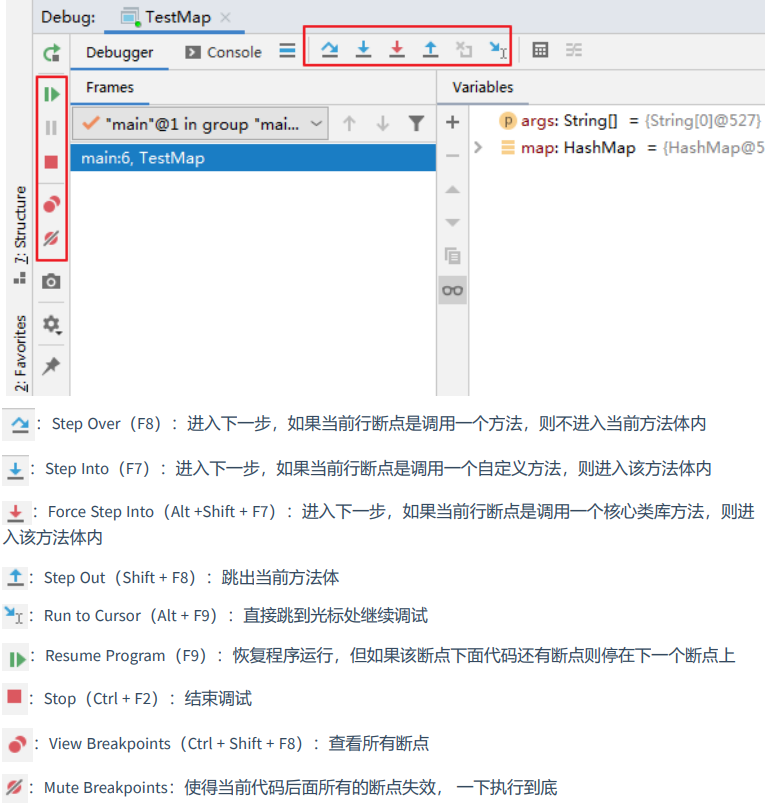 Debug:
TestMap
Debugger
Console
Frames
Variables
"main"@1 in group "mai...
args: String[] = {String[0]@527}
main:6, TestMap
map: HashMap = {HashMap@5
7: Structure
2: Favorites
: Step Over（F8）：进入下一步，如果当前行断点是调用一个方法，则不进入当前方法体内
: Step Into（F7）：进入下一步，如果当前行断点是调用一个自定义方法，则进入该方法体内
: Force Step Into（Alt +Shift + F7）：进入下一步，如果当前行断点是调用一个核心类库方法，则进
入该方法体内
: Step Out（Shift + F8）：跳出当前方法体
: Run to Cursor（Alt + F9）：直接跳到光标处继续调试
: Resume Program（F9）：恢复程序运行，但如果该断点下面代码还有断点则停在下一个断点上
: Stop（Ctrl + F2）：结束调试
: View Breakpoints（Ctrl + Shift + F8）：查看所有断点
: Mute Breakpoints：使得当前代码后面所有的断点失效， 一下执行到底